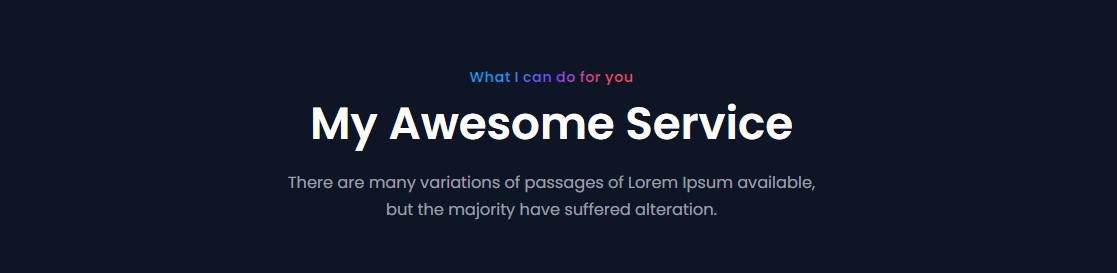 What I can do for you
My Awesome Service
There are many variations of passages of Lorem Ipsum available,
but the majority have suffered alteration.